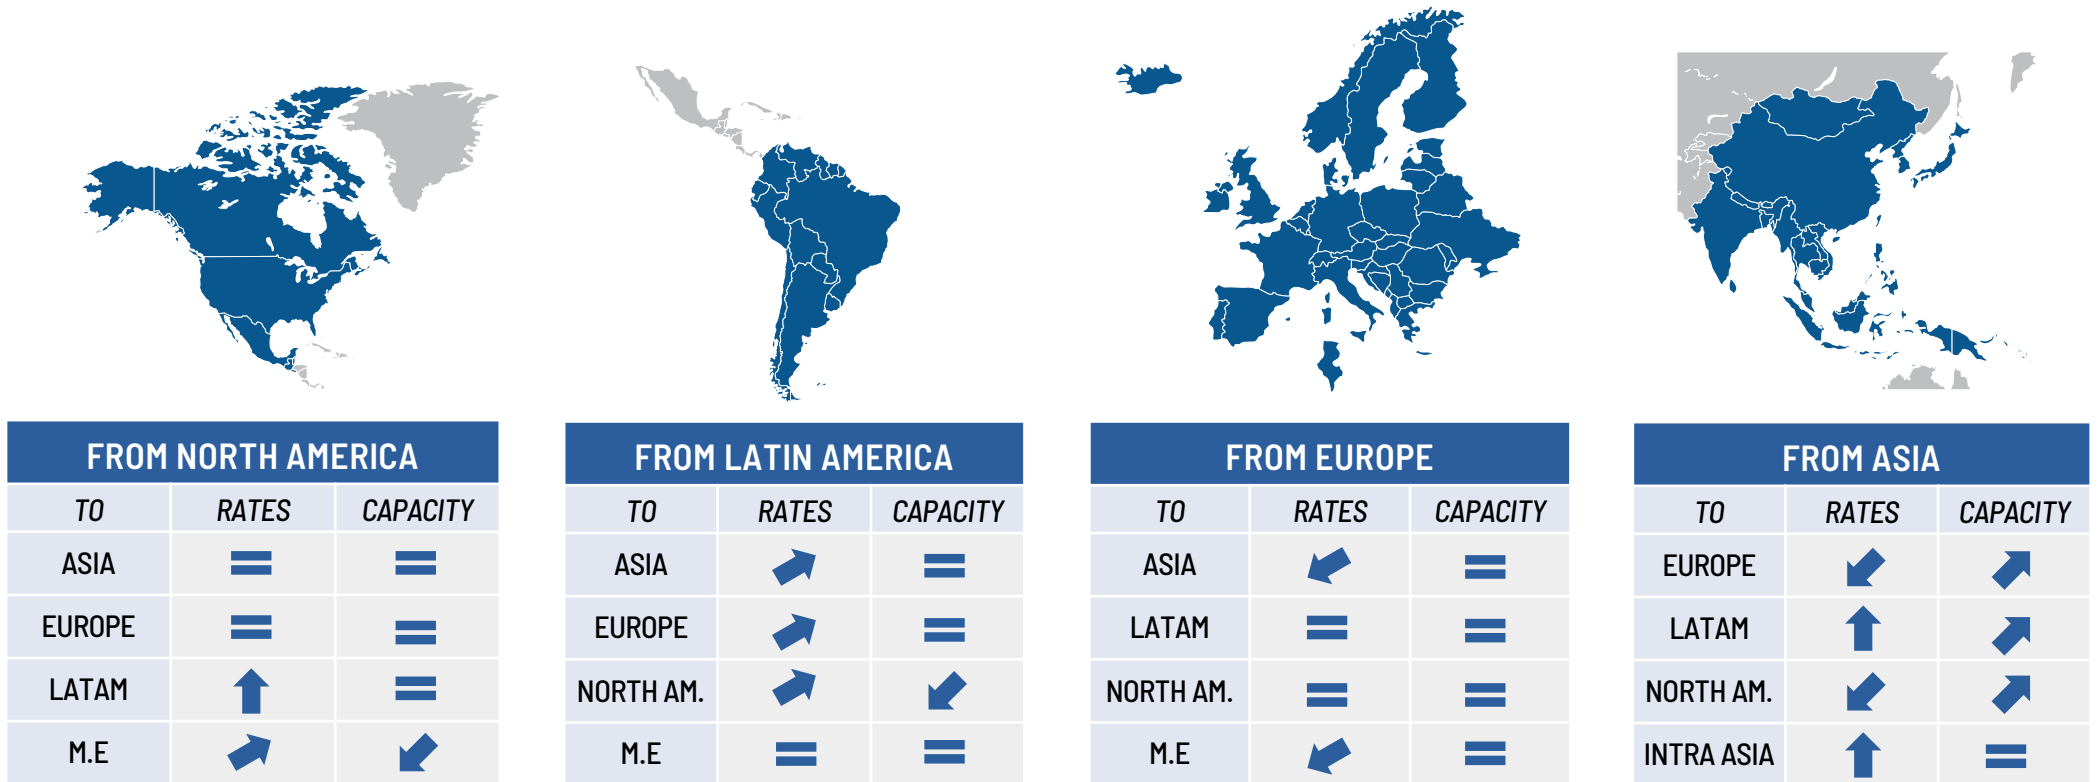 FROM NORTH AMERICA
TO RATES CAPACITY
ASIA = =
EUROPE = =
LATAM =
M.E
FROM LATIN AMERICA
TO RATES CAPACITY
ASIA =
EUROPE =
NORTH AM.
M.E = =
FROM EUROPE
TO RATES CAPACITY
ASIA =
LATAM = =
NORTH AM. = =
M.E =
FROM ASIA
TO RATES CAPACITY
EUROPE
LATAM
NORTH AM.
INTRA ASIA =